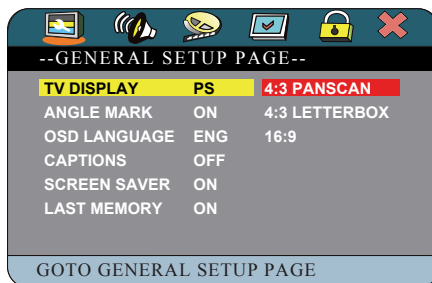 --GENERAL SETUP PAGE--
TV DISPLAY PS 4:3 PANSCAN
ANGLE MARK ON 4:3 LETTERBOX
OSD LANGUAGE ENG 16:9
CAPTIONS OFF
SCREEN SAVER ON
LAST MEMORY ON
GOTO GENERAL SETUP PAGE